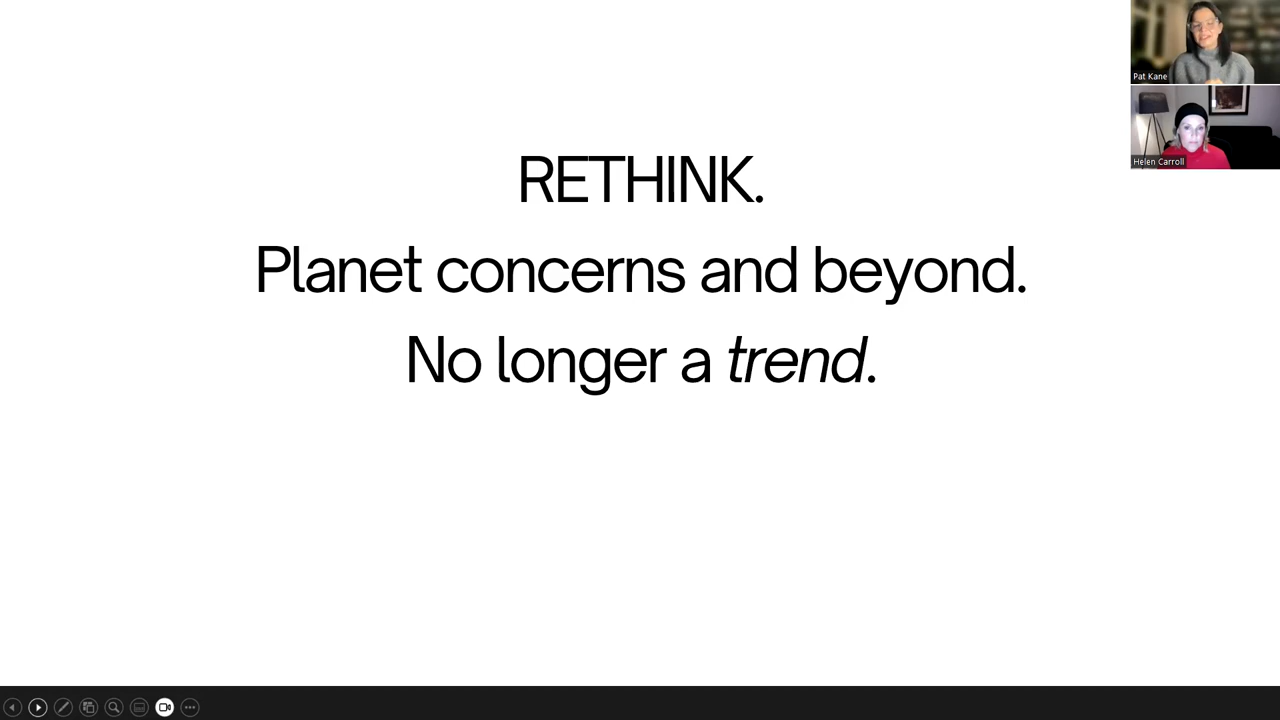 Pat Kane
Helen Carroll
RETHINK.
Planet concerns and beyond.
No longer a trend.